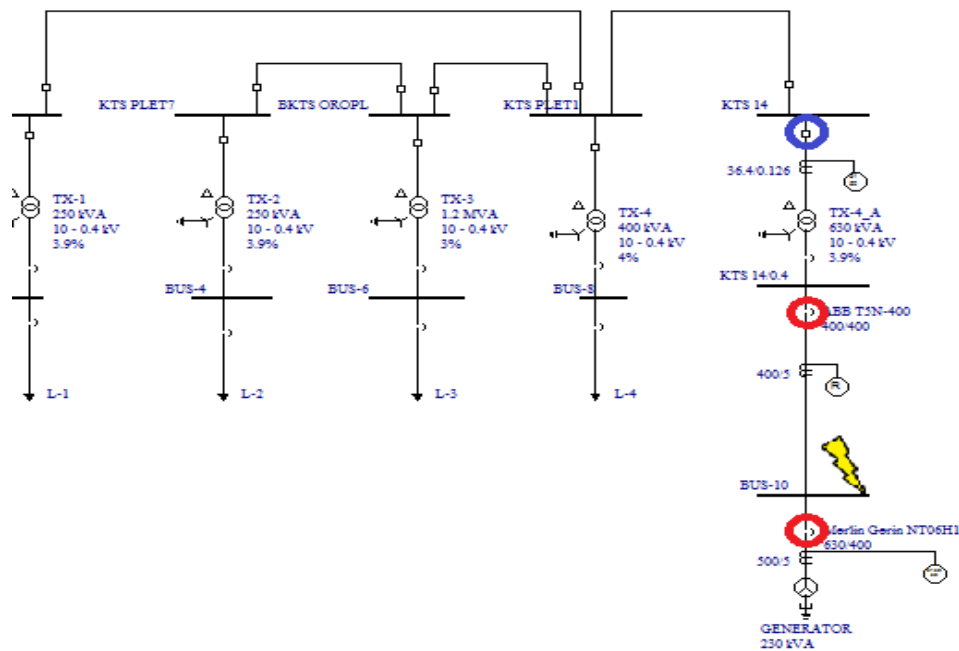 KTS PLET7
BKTS OROPL
KTS PLET1
KTS 14
36.4/0.126
TX-1
250 kVA
10 - 0.4 kV
3.9%
TX-2
250 kVA
10 - 0.4 kV
3.9%
TX-3
1.2 MVA
10 - 0.4 kV
3%
TX-4
400 kVA
10 - 0.4 kV
4%
TX-4_A
630 kVA
10 - 0.4 kV
3.9%
BUS-4
BUS-6
BUS-8
KTS 14/0.4
ABB T5N-400
400/400
400/5
R
L-1
L-2
L-3
L-4
BUS-10
Merlin Gerin NT06H1
630/400
500/5
GENERATOR
230 kVA